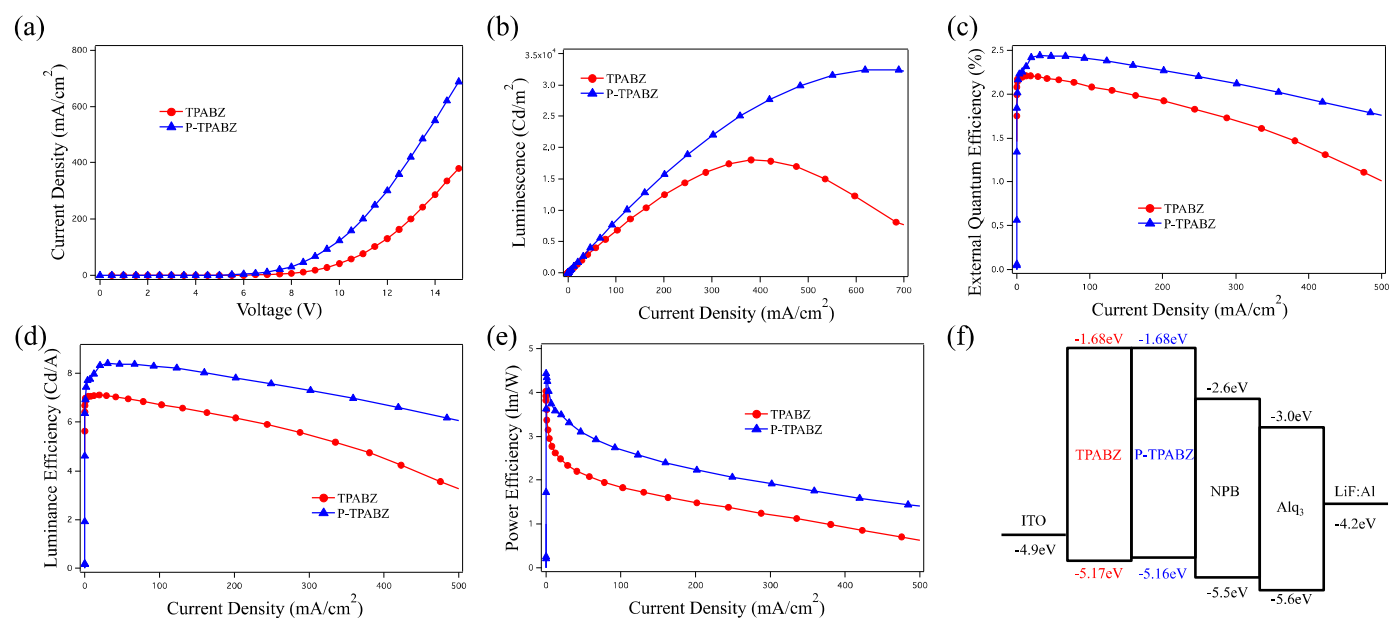 (a)
800
600
400
200
0
Current Density (mA/cm²)
TPABZ
P-TPABZ
0 2 4 6 8 10 12 14
Voltage (V)
(b)
3.5x10⁴
3.0
2.5
2.0
1.5
1.0
0.5
0.0
Luminescence (Cd/m²)
TPABZ
P-TPABZ
0 100 200 300 400 500 600 700
Current Density (mA/cm²)
(c)
2.5
2.0
1.5
1.0
0.5
0.0
External Quantum Efficiency (%)
TPABZ
P-TPABZ
0 100 200 300 400 500
Current Density (mA/cm²)
(d)
8
6
4
2
0
Luminance Efficiency (Cd/A)
TPABZ
P-TPABZ
0 100 200 300 400 500
Current Density (mA/cm²)
(e)
5
4
3
2
1
0
Power Efficiency (lm/W)
TPABZ
P-TPABZ
0 100 200 300 400 500
Current Density (mA/cm²)
(f)
-1.68eV -1.68eV
-2.6eV
-3.0eV
TPABZ P-TPABZ
NPB
Alq₃
LiF:Al
-4.2eV
ITO
-4.9eV
-5.17eV -5.16eV
-5.5eV
-5.6eV